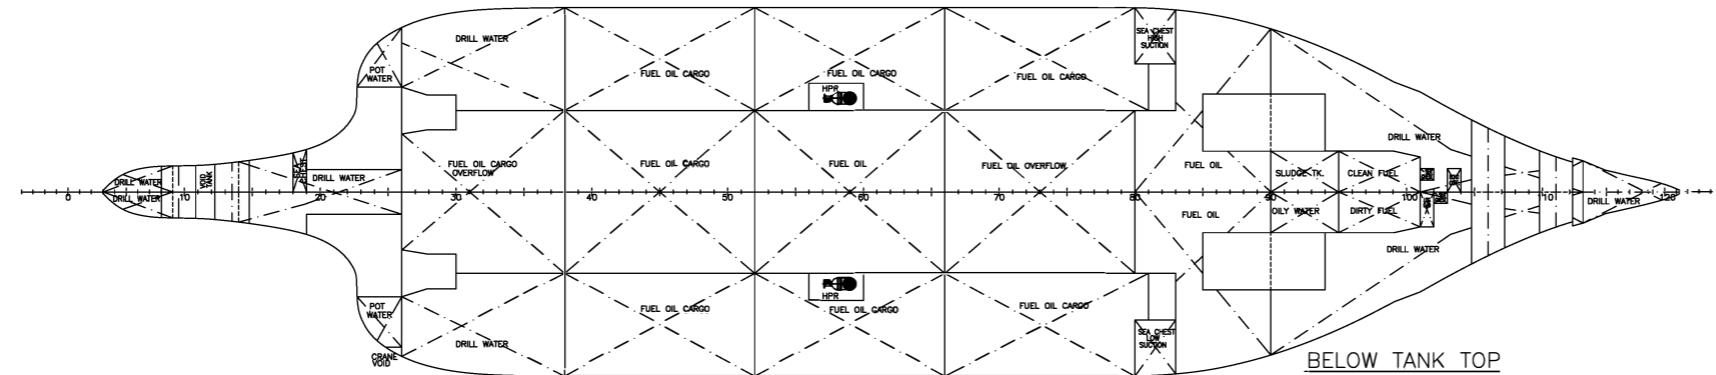 DRILL WATER
POT
WATER
FUEL OIL CARGO
FUEL OIL CARGO
FUEL OIL CARGO
HPR
SEA CHEST
HIGH
SUCTION
DRILL WATER
DRILL WATER
DRILL WATER
VOID
TANK
SEA
CHEST
DRILL WATER
FUEL OIL CARGO
OVERFLOW
FUEL OIL CARGO
FUEL OIL
FUEL OIL OVERFLOW
FUEL OIL
SLUDGE TK.
CLEAN FUEL
0 10 20 30 40 50 60 70 80 90 100 110 120
FUEL OIL
OILY WATER
DIRTY FUEL
DRILL WATER
DRILL WATER
POT
WATER
CRANE
VOID
DRILL WATER
FUEL OIL CARGO
HPR
FUEL OIL CARGO
FUEL OIL CARGO
SEA CHEST
LOW
SUCTION
BELOW TANK TOP